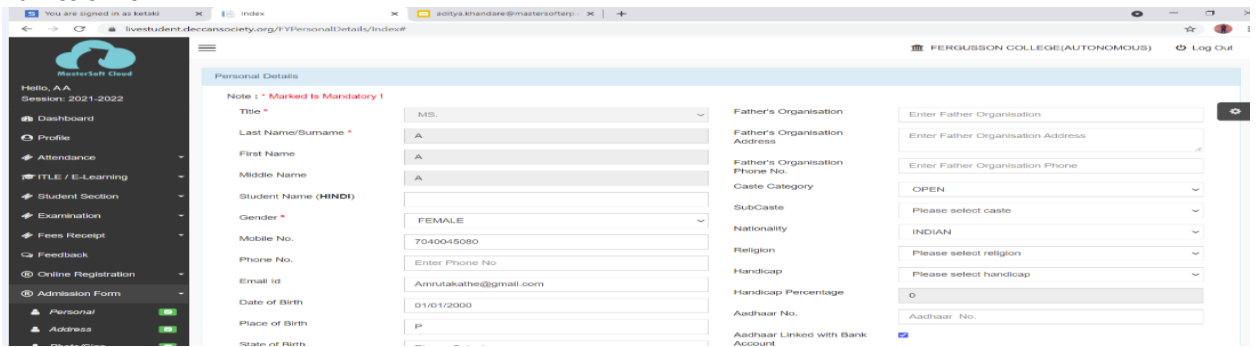 You are signed in as ketaki
Index
aditya.khandare@mastersofterp.
livestudent.deccansociety.org/FYPersonalDetails/Index#
FERGUSSON COLLEGE(AUTONOMOUS)
Log Out
MasterSoft Cloud
Hello, A A
Session: 2021-2022
Dashboard
Profile
Attendance
ITLE / E-Learning
Student Section
Examination
Fees Receipt
Feedback
Online Registration
Admission Form
Personal
Address
Photo/Sign
Personal Details
Note : * Marked Is Mandatory !
Title * MS.
Last Name/Surname * A
First Name A
Middle Name A
Student Name (HINDI)
Gender * FEMALE
Mobile No. 7040045080
Phone No. Enter Phone No
Email Id Amrutakathe@gmail.com
Date of Birth 01/01/2000
Place of Birth P
State of Birth Please Select
Father's Organisation Enter Father Organisation
Father's Organisation Address Enter Father Organisation Address
Father's Organisation Phone No. Enter Father Organisation Phone
Caste Category OPEN
SubCaste Please select caste
Nationality INDIAN
Religion Please select religion
Handicap Please select handicap
Handicap Percentage 0
Aadhaar No. Aadhaar No.
Aadhaar Linked with Bank Account